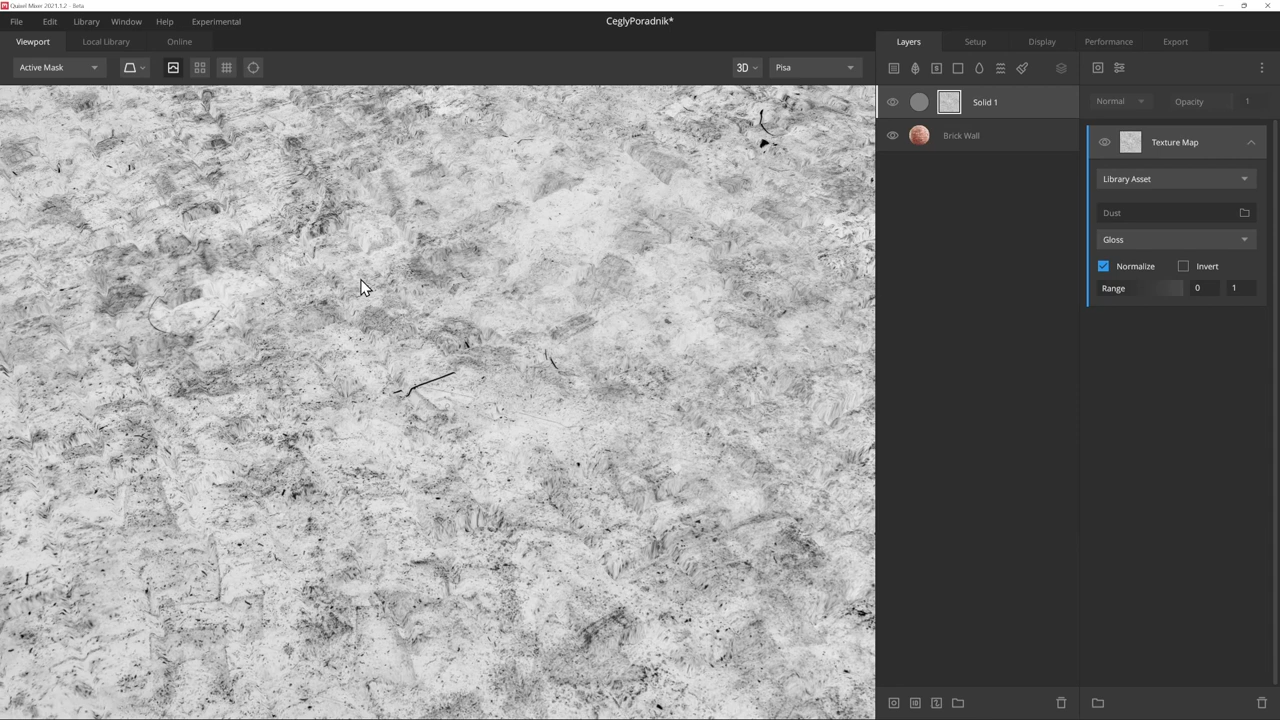 Quixel Mixer 2021.1.2 - Beta
File Edit Library Window Help Experimental
CeglyPoradnik*
Viewport Local Library Online
Layers Setup Display Performance Export
Active Mask
3D
Pisa
Solid 1
Brick Wall
Normal Opacity 1
Texture Map
Library Asset
Dust
Gloss
Normalize Invert
Range 0 1